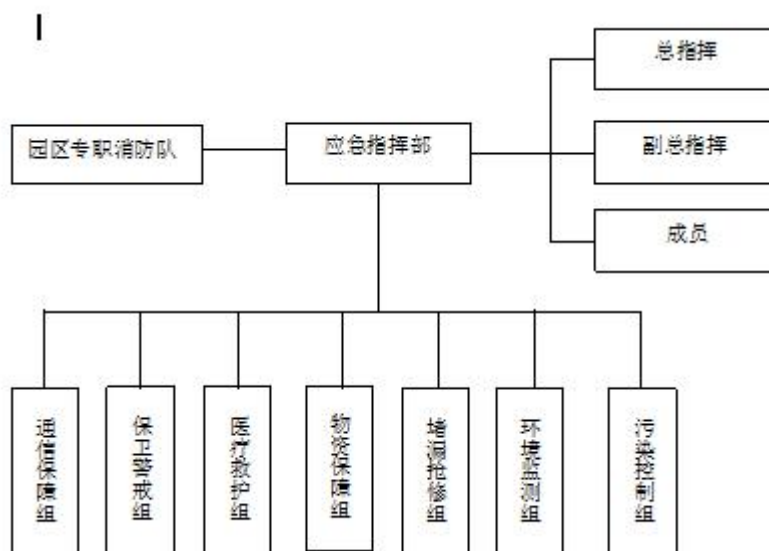 总指挥
园区专职消防队
应急指挥部
副总指挥
成员
通信保障组
保卫警戒组
医疗救护组
物资保障组
堵漏抢修组
环境监测组
污染控制组